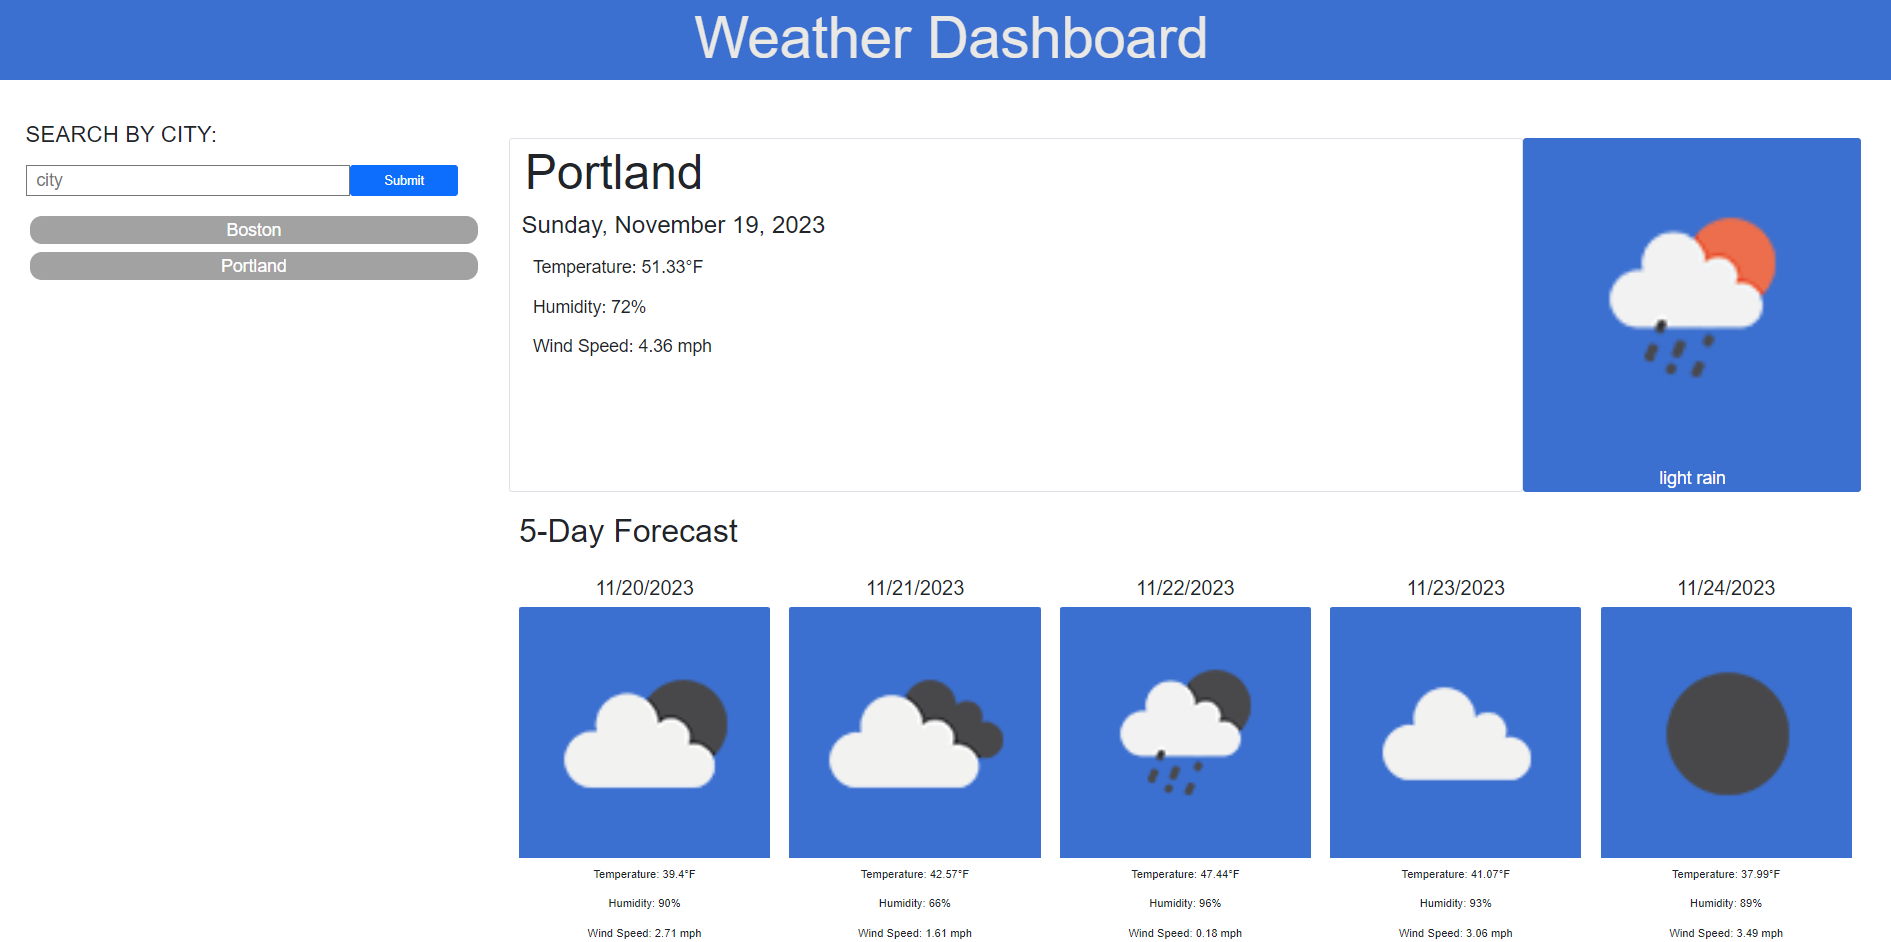 Weather Dashboard
SEARCH BY CITY:
city
Submit
Boston
Portland
Portland
Sunday, November 19, 2023
Temperature: 51.33°F
Humidity: 72%
Wind Speed: 4.36 mph
light rain
5-Day Forecast
11/20/2023
Temperature: 39.4°F
Humidity: 90%
Wind Speed: 2.71 mph
11/21/2023
Temperature: 42.57°F
Humidity: 66%
Wind Speed: 1.61 mph
11/22/2023
Temperature: 47.44°F
Humidity: 96%
Wind Speed: 0.18 mph
11/23/2023
Temperature: 41.07°F
Humidity: 93%
Wind Speed: 3.06 mph
11/24/2023
Temperature: 37.99°F
Humidity: 89%
Wind Speed: 3.49 mph